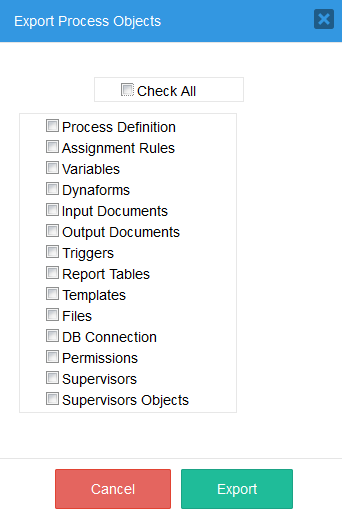 Export Process Objects
Check All
Process Definition
Assignment Rules
Variables
Dynaforms
Input Documents
Output Documents
Triggers
Report Tables
Templates
Files
DB Connection
Permissions
Supervisors
Supervisors Objects
Cancel Export